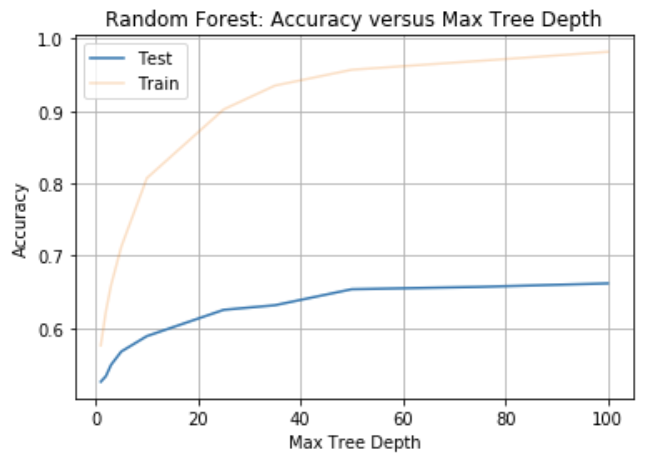 Random Forest: Accuracy versus Max Tree Depth
1.0
Test
Train
0.9
0.8
Accuracy
0.7
0.6
0
20
40
60
80
100
Max Tree Depth